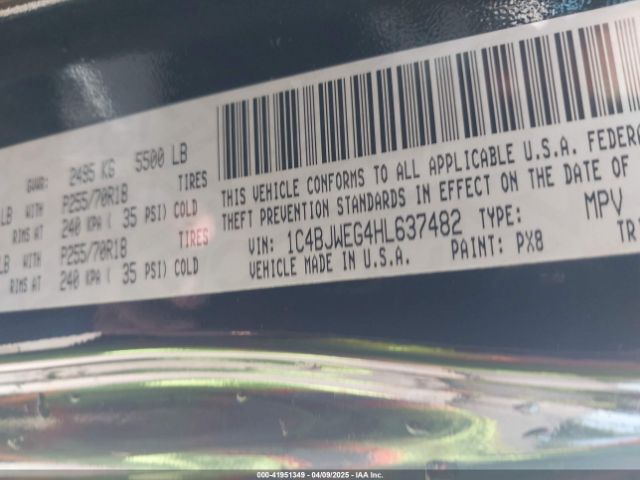 GVWR: 2495 KG 5500 LB
LB WITH P255/70R18 TIRES
RIMS AT 240 KPA ( 35 PSI) COLD
LB WITH P255/70R18 TIRES
RIMS AT 240 KPA ( 35 PSI) COLD
THIS VEHICLE CONFORMS TO ALL APPLICABLE U.S.A. FEDERA
THEFT PREVENTION STANDARDS IN EFFECT ON THE DATE OF
VIN: 1C4BJWEG4HL637482 TYPE: MPV
VEHICLE MADE IN U.S.A. PAINT: PX8 TR
000-41951349 - 04/09/2025 - IAA Inc.